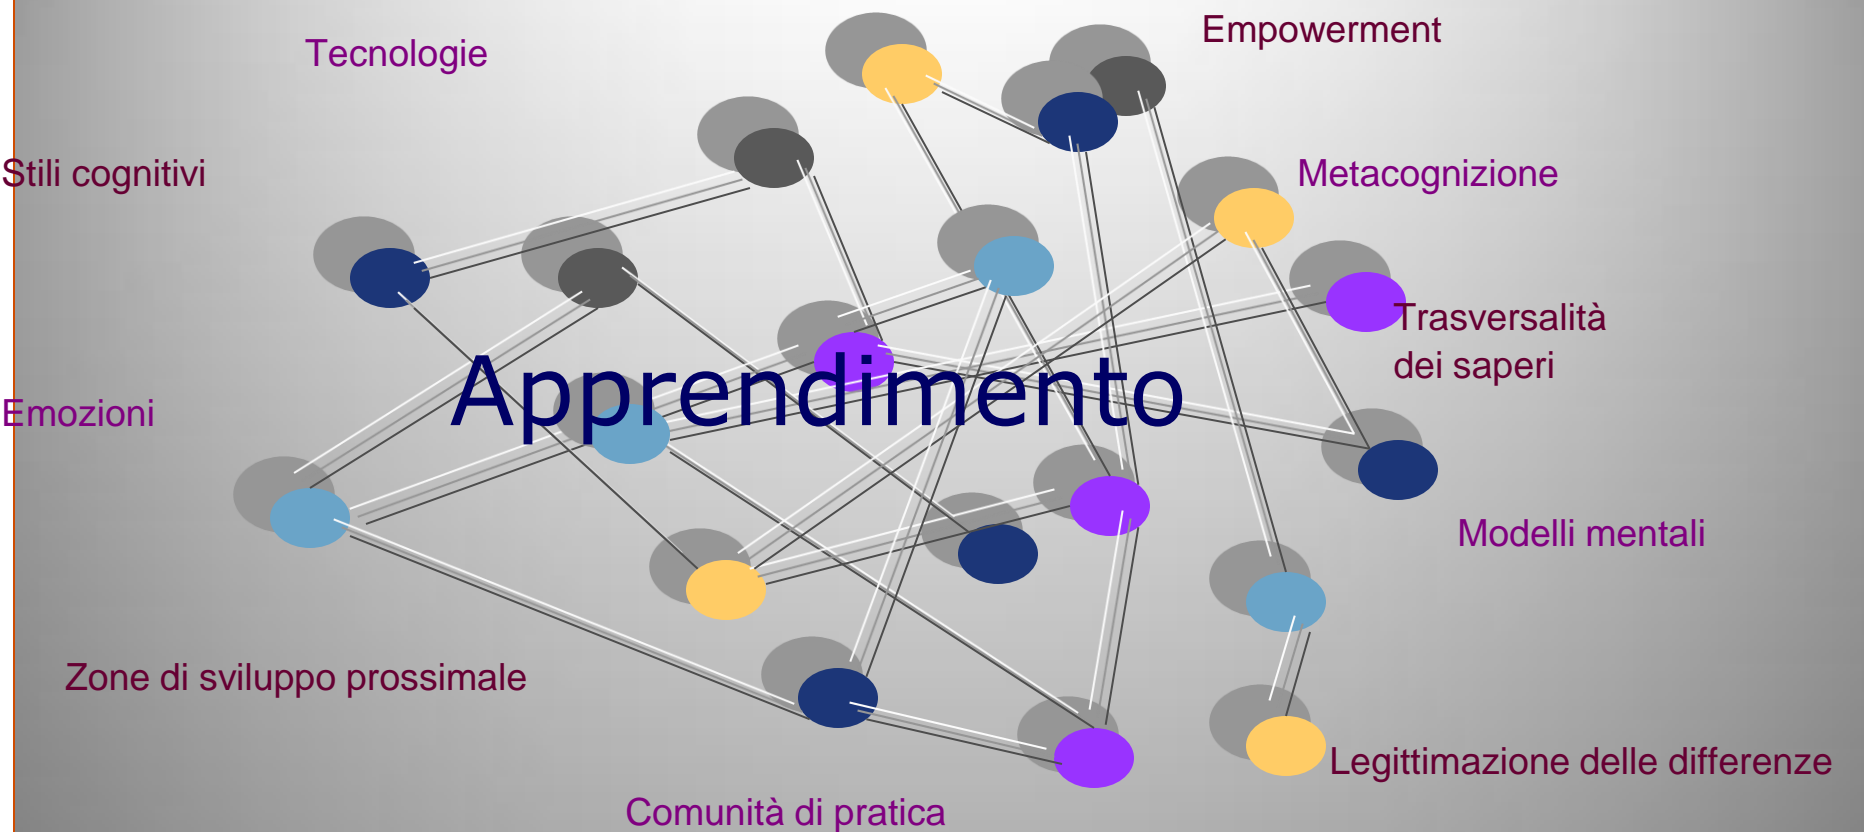 Empowerment
Tecnologie
Stili cognitivi
Metacognizione
Trasversalità
dei saperi
Apprendimento
Emozioni
Modelli mentali
Zone di sviluppo prossimale
Legittimazione delle differenze
Comunità di pratica